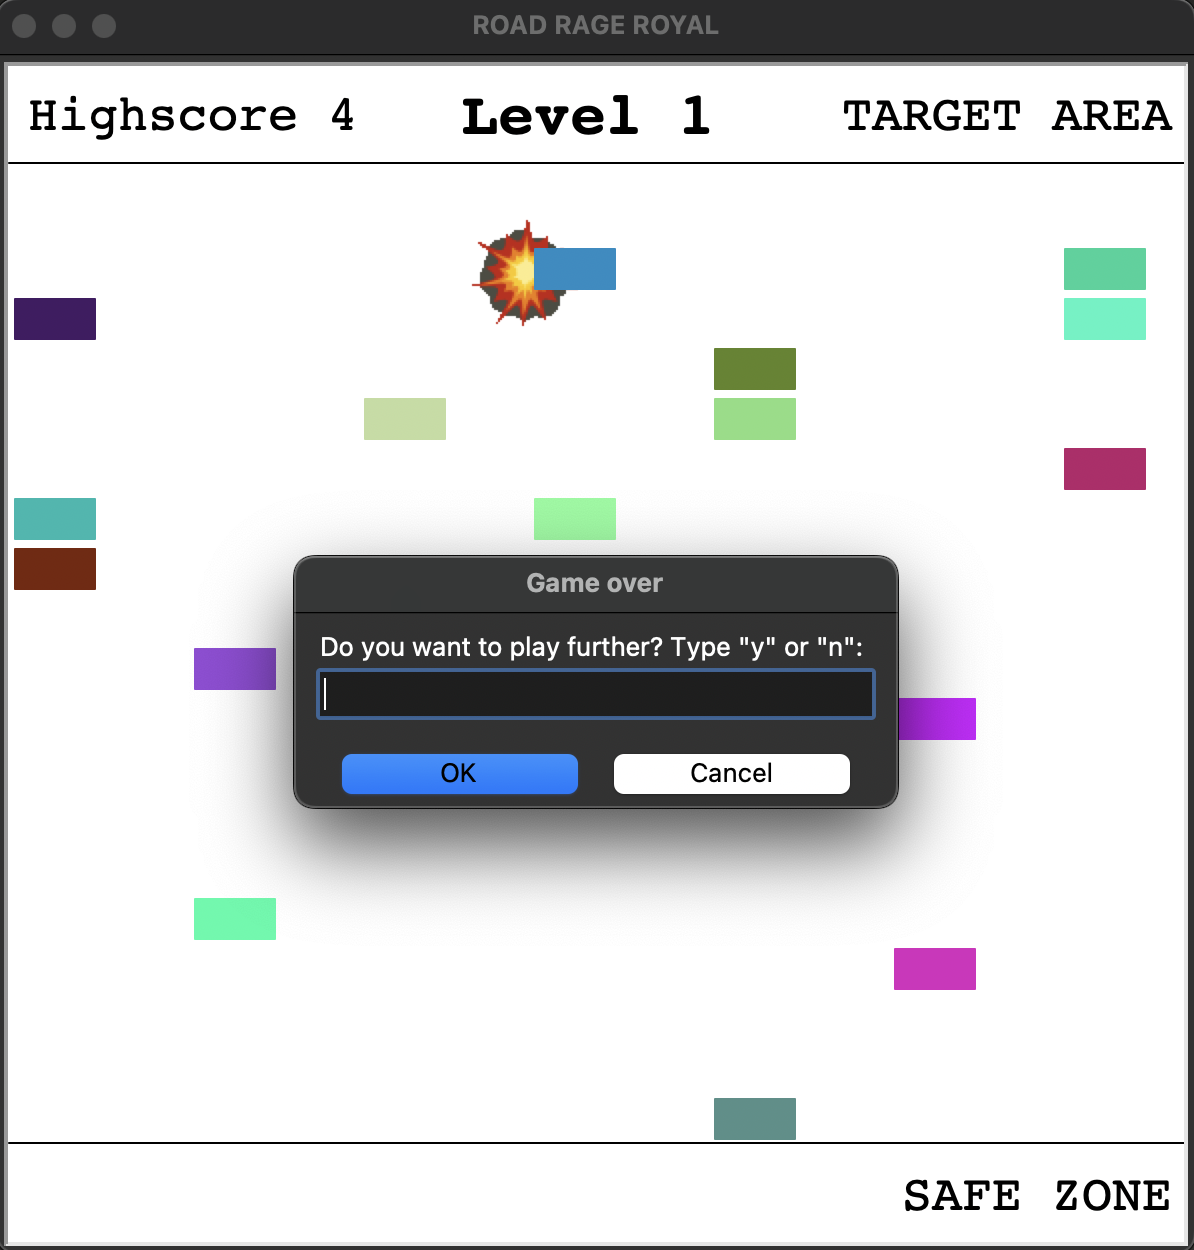 ROAD RAGE ROYAL
Highscore 4 Level 1 TARGET AREA
Game over
Do you want to play further? Type "y" or "n":
OK Cancel
SAFE ZONE